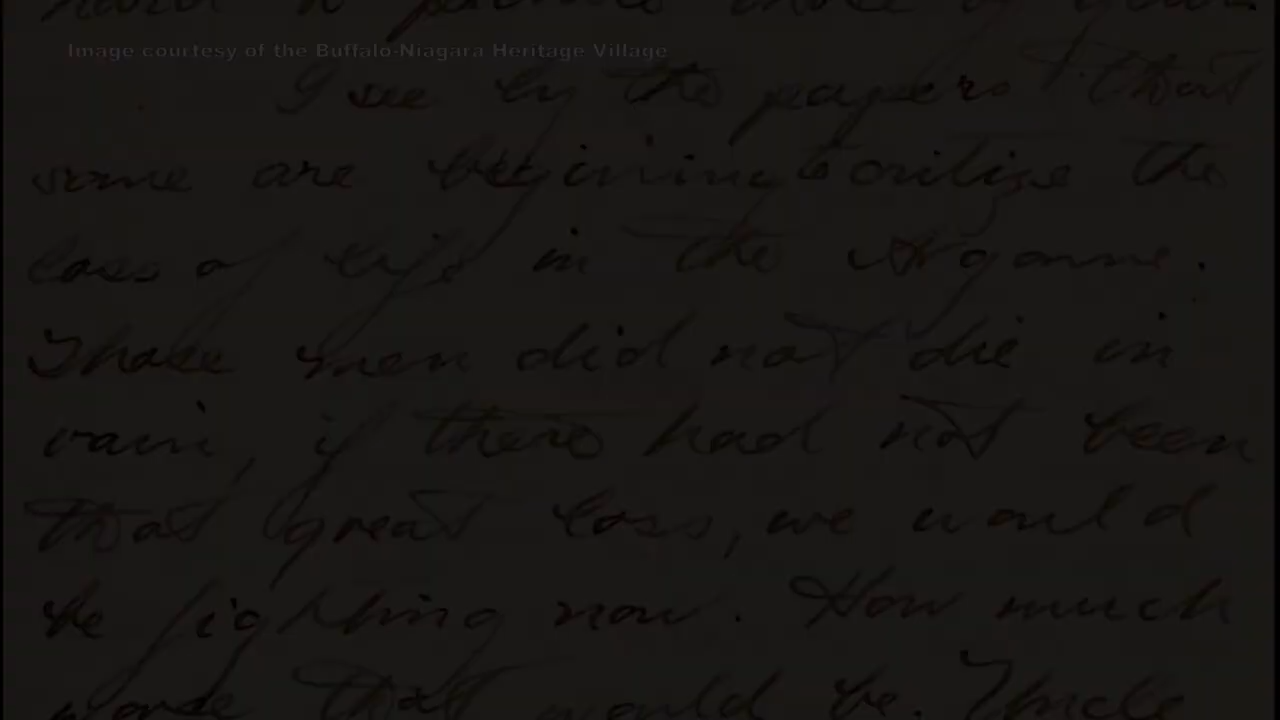 Image courtesy of the Buffalo-Niagara Heritage Village
I see by the papers that
some are begining to critise the
loss of life in the Argonne.
Those men did not die in
vain, if there had not been
that great loss, we would
be fighting now. How much
worse that would be. Uncle